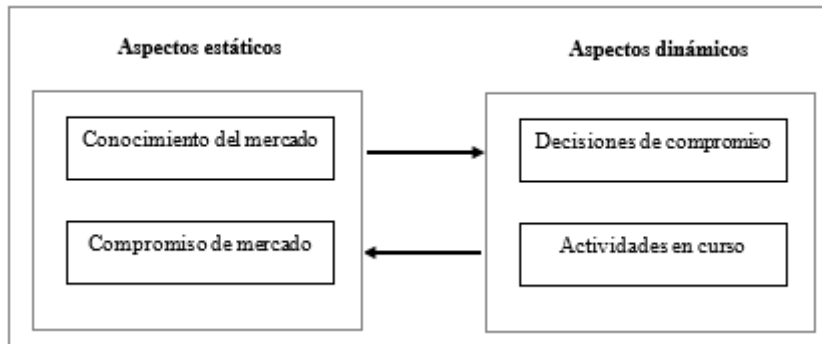 Aspectos estáticos
Aspectos dinámicos
Conocimiento del mercado
Decisiones de compromiso
Compromiso de mercado
Actividades en curso